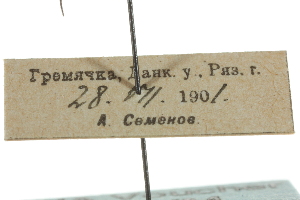 Гремячка, Данк. у., Ряз. г.
28. VII. 1901.
А. Семенов.